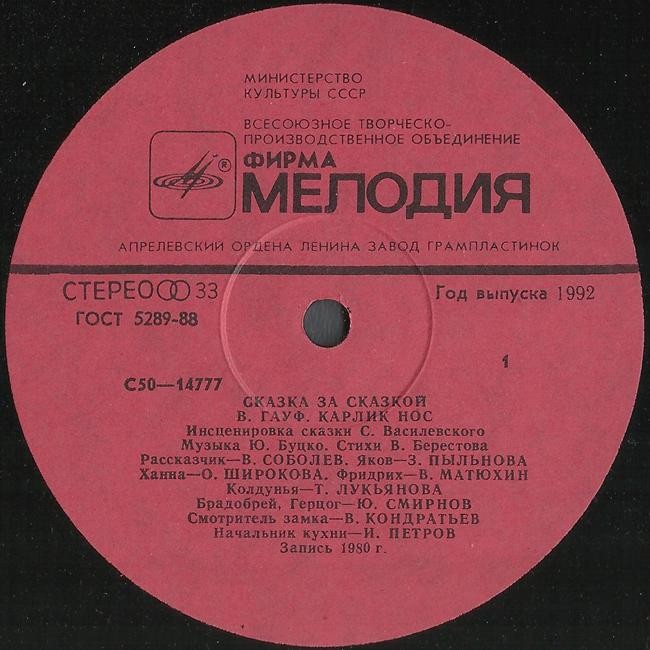 МИНИСТЕРСТВО
КУЛЬТУРЫ СССР
ВСЕСОЮЗНОЕ ТВОРЧЕСКО-
ПРОИЗВОДСТВЕННОЕ ОБЪЕДИНЕНИЕ
ФИРМА
® МЕЛОДИЯ
АПРЕЛЕВСКИЙ ОРДЕНА ЛЕНИНА ЗАВОД ГРАМПЛАСТИНОК
СТЕРЕО 33
Год выпуска 1992
ГОСТ 5289-88
1
С50—14777
СКАЗКА ЗА СКАЗКОЙ
В. ГАУФ. КАРЛИК НОС
Инсценировка сказки С. Василевского
Музыка Ю. Буцко. Стихи В. Берестова
Рассказчик—В. СОБОЛЕВ. Яков—З. ПЫЛЬНОВА
Ханна—О. ШИРОКОВА. Фридрих—В. МАТЮХИН
Колдунья—Т. ЛУКЬЯНОВА
Брадобрей, Герцог—Ю. СМИРНОВ
Смотритель замка—В. КОНДРАТЬЕВ
Начальник кухни—И. ПЕТРОВ
Запись 1980 г.